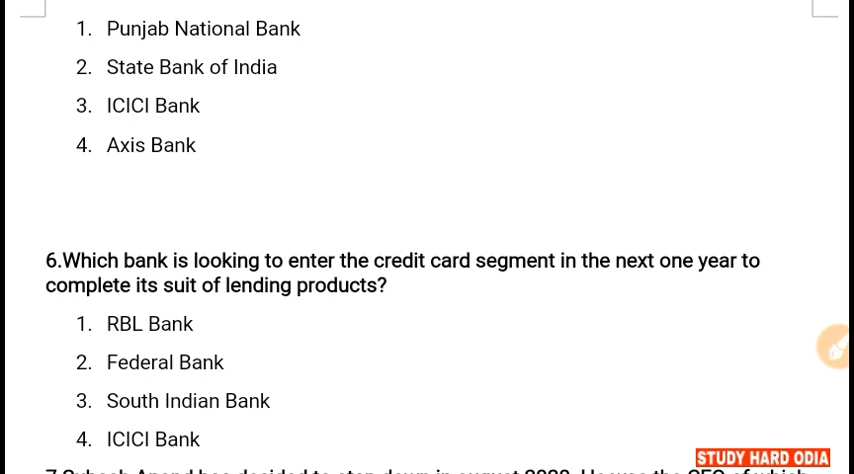 1. Punjab National Bank
2. State Bank of India
3. ICICI Bank
4. Axis Bank
6.Which bank is looking to enter the credit card segment in the next one year to
complete its suit of lending products?
1. RBL Bank
2. Federal Bank
3. South Indian Bank
4. ICICI Bank
STUDY HARD ODIA